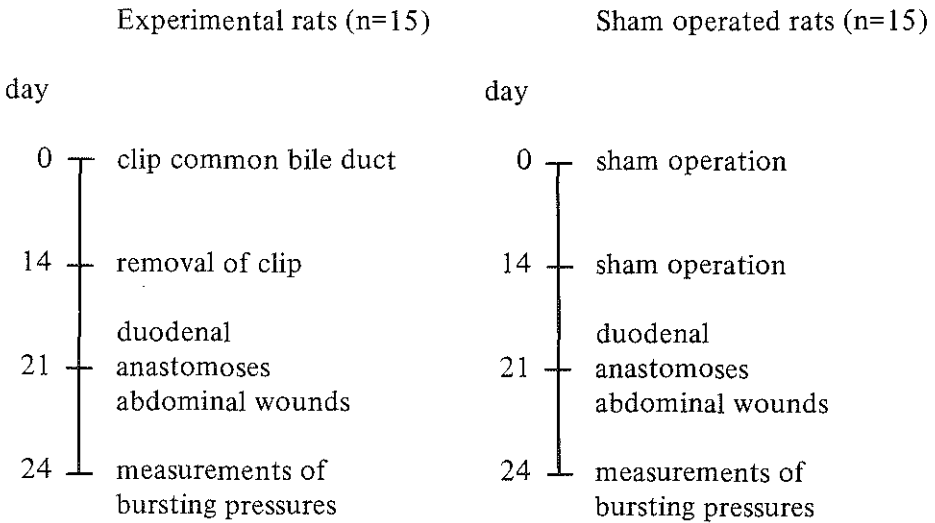 Experimental rats (n=15)
day
0 clip common bile duct
14 removal of clip
duodenal
21 anastomoses
abdominal wounds
24 measurements of
bursting pressures
Sham operated rats (n=15)
day
0 sham operation
14 sham operation
duodenal
21 anastomoses
abdominal wounds
24 measurements of
bursting pressures